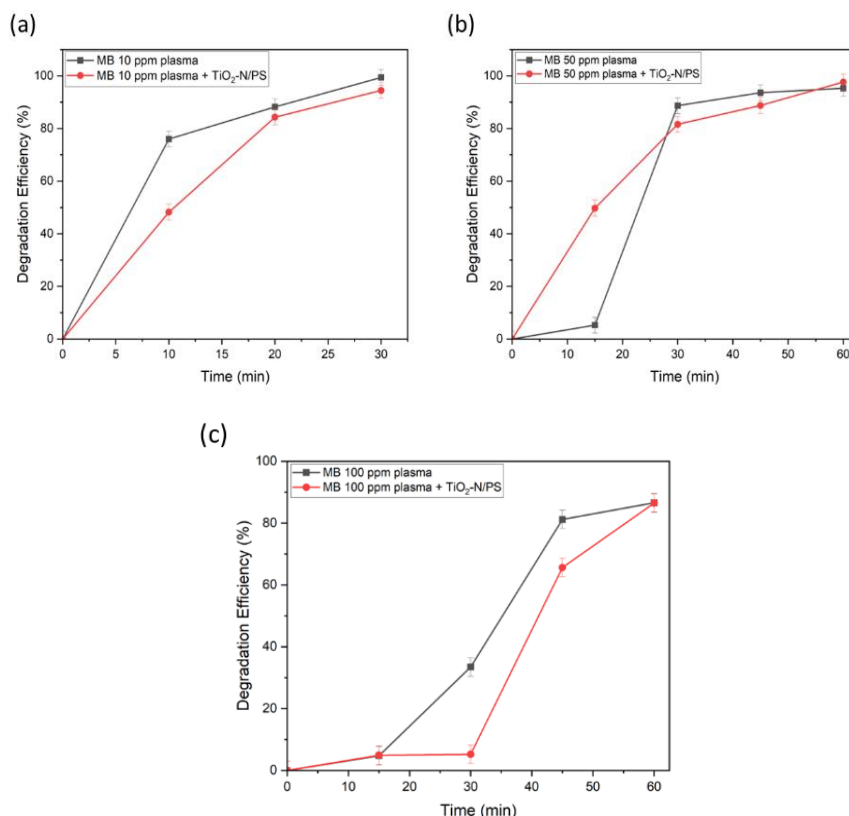 (a)
MB 10 ppm plasma
MB 10 ppm plasma + TiO₂-N/PS
100
80
60
40
20
0
Degradation Efficiency (%)
0 5 10 15 20 25 30
Time (min)
(b)
MB 50 ppm plasma
MB 50 ppm plasma + TiO₂-N/PS
100
80
60
40
20
0
Degradation Efficiency (%)
0 10 20 30 40 50 60
Time (min)
(c)
MB 100 ppm plasma
MB 100 ppm plasma + TiO₂-N/PS
100
80
60
40
20
0
Degradation Efficiency (%)
0 10 20 30 40 50 60
Time (min)